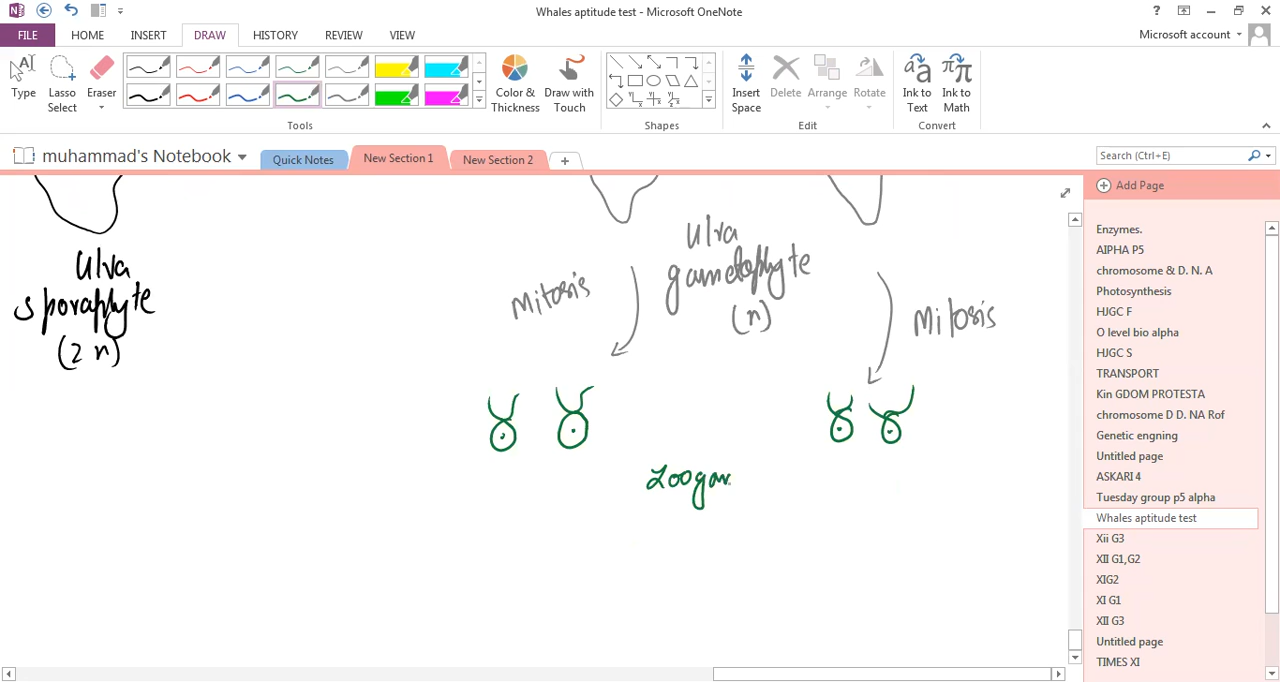 Whales aptitude test - Microsoft OneNote
?
FILE HOME INSERT DRAW HISTORY REVIEW VIEW
Microsoft account
Type
Lasso Select
Eraser
Color & Thickness
Draw with Touch
Insert Space
Delete
Arrange
Rotate
Ink to Text
Ink to Math
Tools
Shapes
Edit
Convert
muhammad's Notebook
Quick Notes
New Section 1
New Section 2
Search (Ctrl+E)
Add Page
Enzymes.
AlPHA P5
chromosome & D. N. A
Photosynthesis
HJGC F
O level bio alpha
HJGC S
TRANSPORT
Kin GDOM PROTESTA
chromosome D D. NA Rof
Genetic engning
Untitled page
ASKARI 4
Tuesday group p5 alpha
Whales aptitude test
Xii G3
XII G1,G2
XIG2
XI G1
XII G3
Untitled page
TIMES XI
Ulva
sporaphyte
(2n)
Mitosis
Ulva
gametophyte
(n)
Mitosis
Zoogam